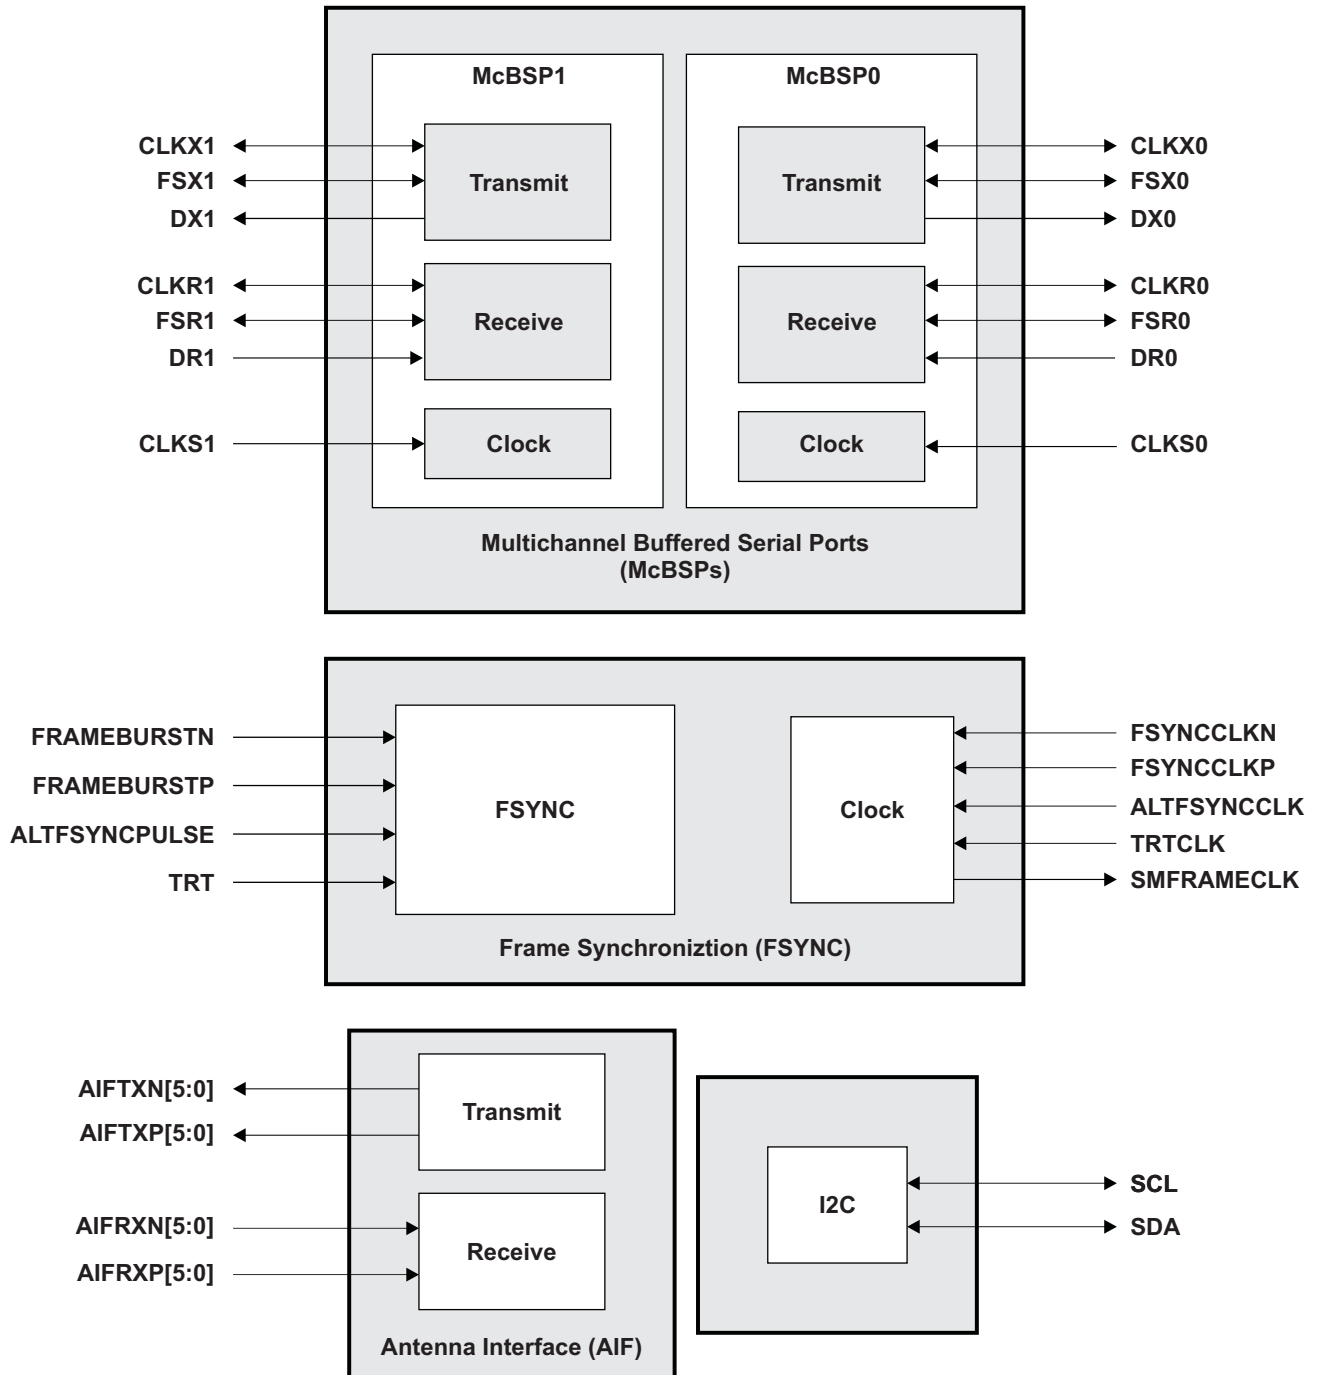 McBSP1
McBSP0
CLKX1
FSX1
DX1
Transmit
Transmit
CLKX0
FSX0
DX0
CLKR1
FSR1
DR1
Receive
Receive
CLKR0
FSR0
DR0
CLKS1
Clock
Clock
CLKS0
Multichannel Buffered Serial Ports
(McBSPs)
FRAMEBURSTN
FRAMEBURSTP
ALTFSYNCPULSE
TRT
FSYNC
Clock
FSYNCCLKN
FSYNCCLKP
ALTFSYNCCLK
TRTCLK
SMFRAMECLK
Frame Synchroniztion (FSYNC)
AIFTXN[5:0]
AIFTXP[5:0]
Transmit
AIFRXN[5:0]
AIFRXP[5:0]
Receive
Antenna Interface (AIF)
I2C
SCL
SDA